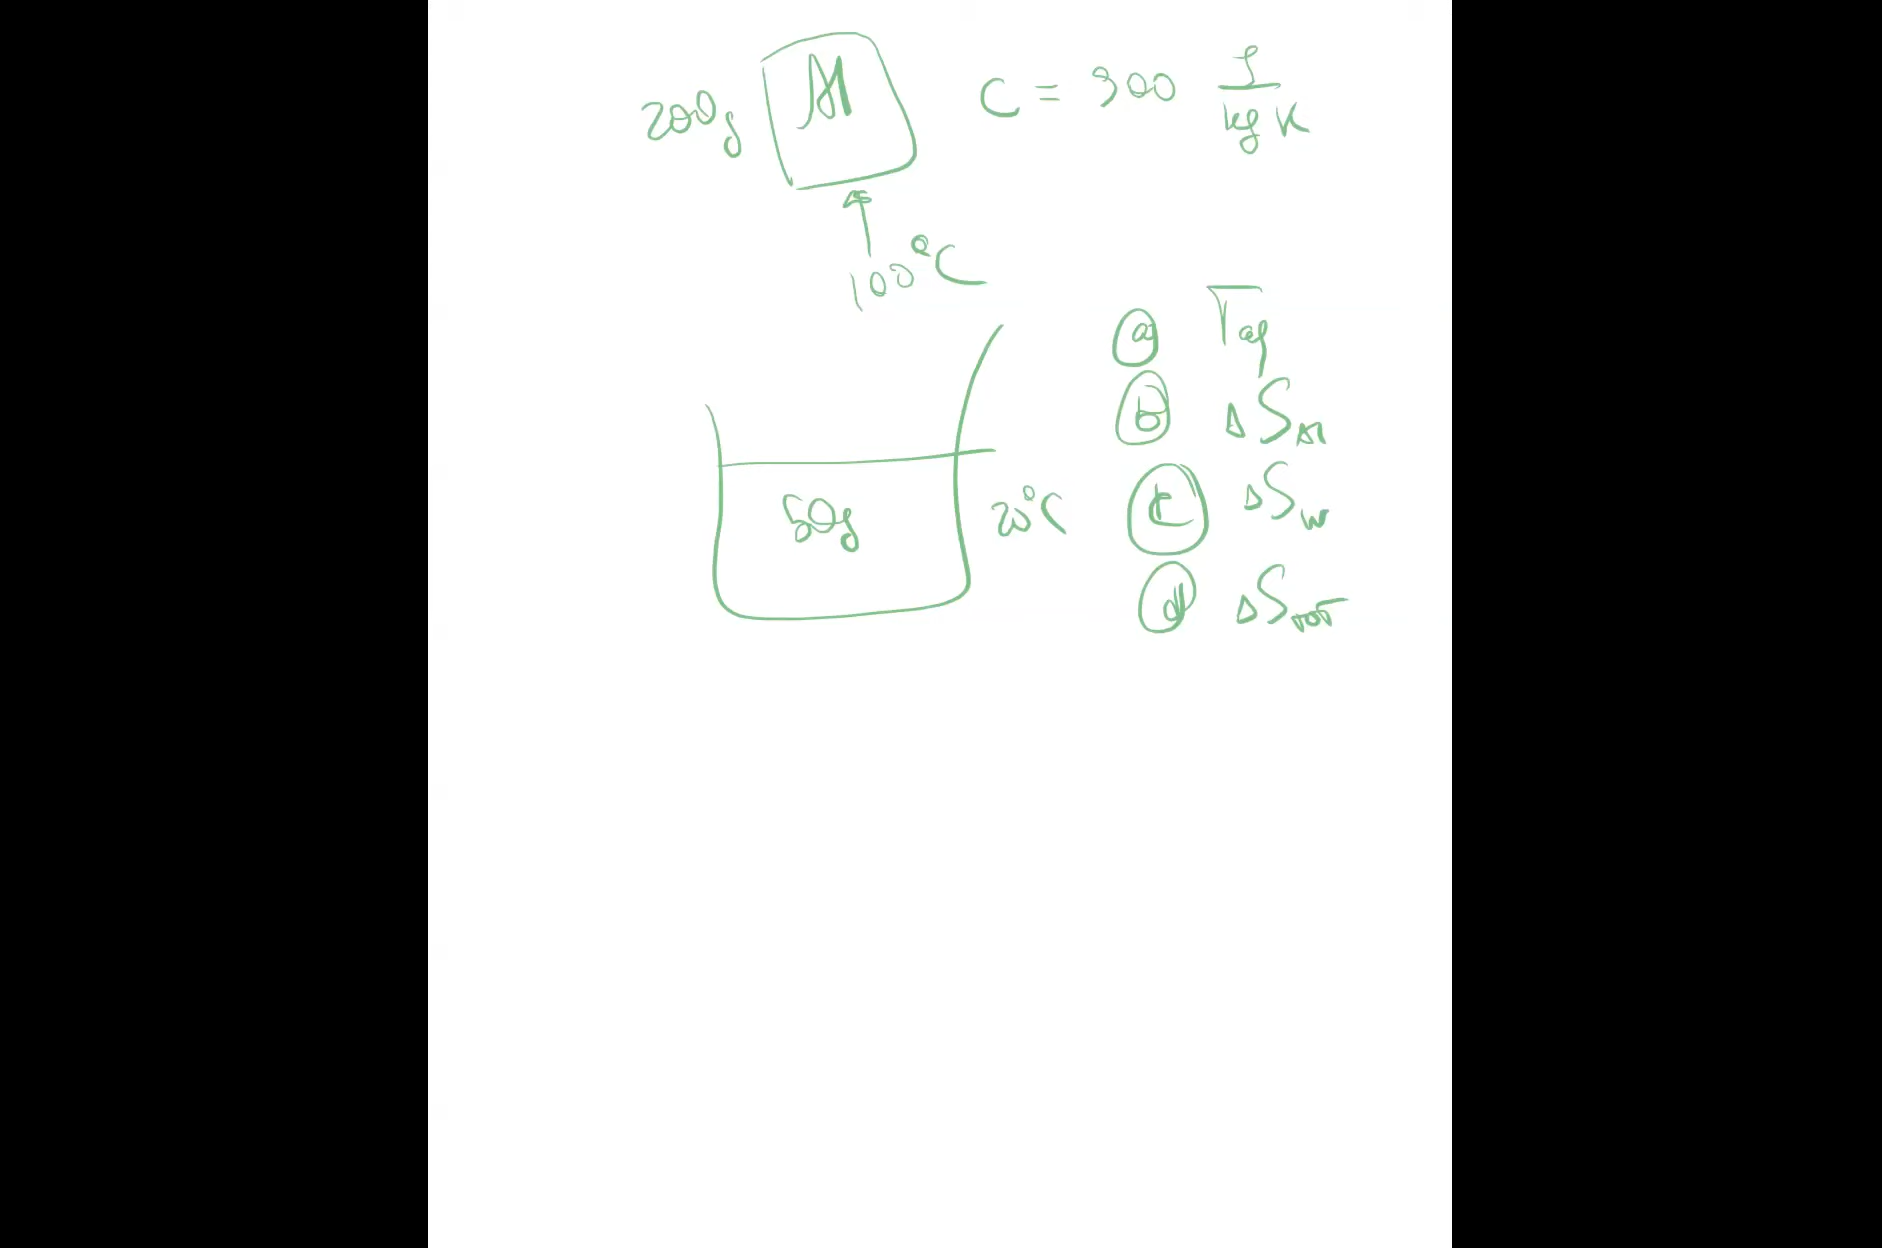 200g Al C = 900 J/kg K
100°C
a T_eq
b ΔS_Al
50g 20°C c ΔS_w
d ΔS_TOT